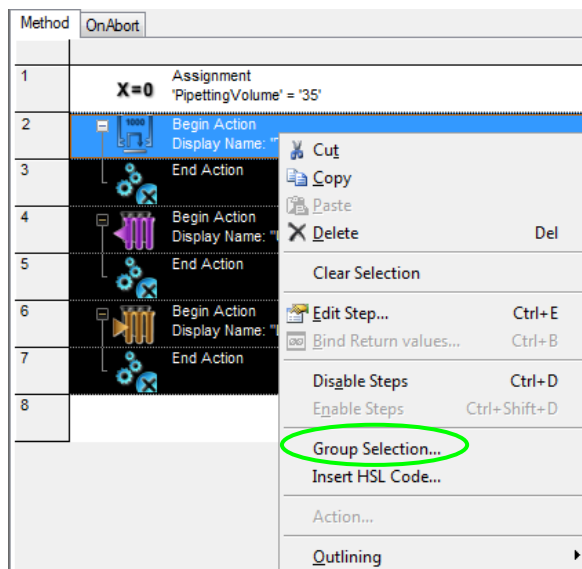 Method OnAbort
1 Assignment
X=0 'PipettingVolume' = '35'
2 1000 Begin Action
Display Name: "
3 End Action
4 Begin Action
Display Name: "
5 End Action
6 Begin Action
Display Name: "
7 End Action
8
Cut
Copy
Paste
Delete Del
Clear Selection
Edit Step... Ctrl+E
Bind Return values... Ctrl+B
Disable Steps Ctrl+D
Enable Steps Ctrl+Shift+D
Group Selection...
Insert HSL Code...
Action...
Outlining